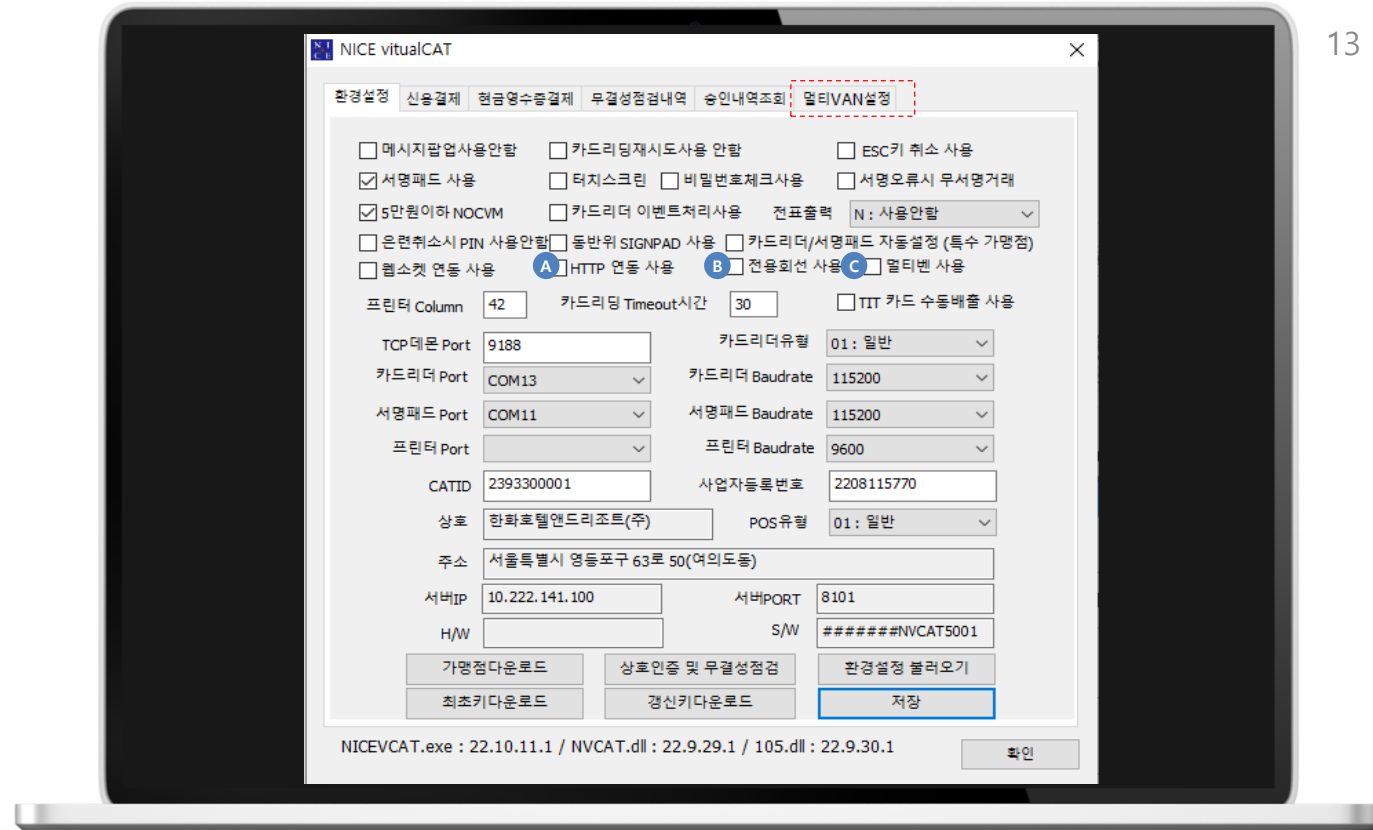 13
NICE vitualCAT
환경설정 신용결제 현금영수증결제 무결성점검내역 승인내역조회 멀티VAN설정
메시지팝업사용안함 카드리딩재시도사용 안함 ESC키 취소 사용
서명패드 사용 터치스크린 비밀번호체크사용 서명오류시 무서명거래
5만원이하 NOCVM 카드리더 이벤트처리사용 전표출력 N : 사용안함
은련취소시 PIN 사용안함 동반위 SIGNPAD 사용 카드리더/서명패드 자동설정 (특수 가맹점)
웹소켓 연동 사용 A HTTP 연동 사용 B 전용회선 사용 C 멀티벤 사용
프린터 Column 42 카드리딩 Timeout시간 30 TIT 카드 수동배출 사용
TCP데몬 Port 9188 카드리더유형 01 : 일반
카드리더 Port COM13 카드리더 Baudrate 115200
서명패드 Port COM11 서명패드 Baudrate 115200
프린터 Port 프린터 Baudrate 9600
CATID 2393300001 사업자등록번호 2208115770
상호 한화호텔앤드리조트(주) POS유형 01 : 일반
주소 서울특별시 영등포구 63로 50(여의도동)
서버IP 10.222.141.100 서버PORT 8101
H/W S/W #######NVCAT5001
가맹점다운로드 상호인증 및 무결성점검 환경설정 불러오기
최초키다운로드 갱신키다운로드 저장
NICEVCAT.exe : 22.10.11.1 / NVCAT.dll : 22.9.29.1 / 105.dll : 22.9.30.1
확인